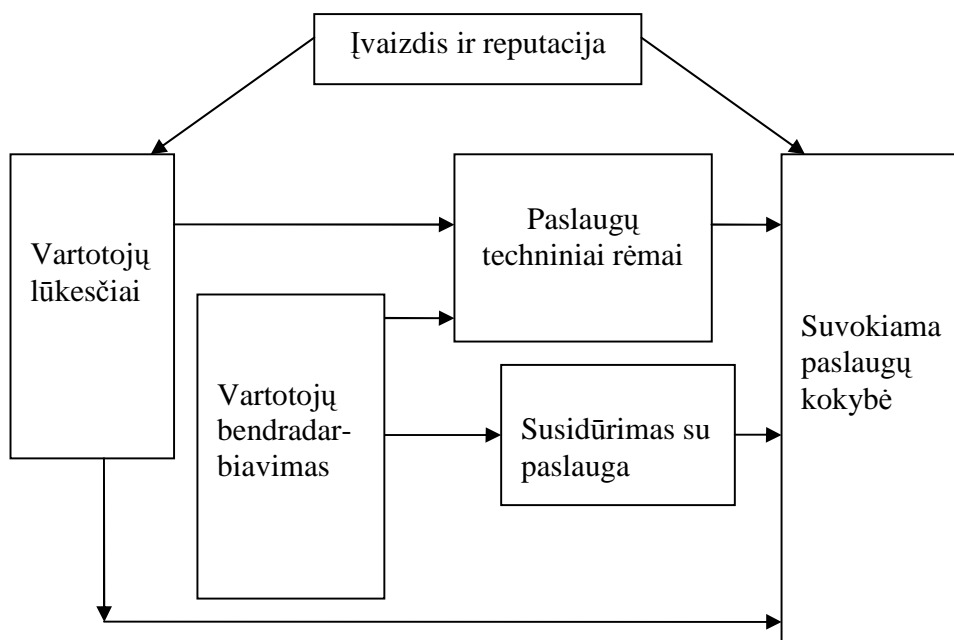 Įvaizdis ir reputacija
Vartotojų
lūkesčiai
Paslaugų
techniniai rėmai
Vartotojų
bendradar-
biavimas
Susidūrimas su
paslauga
Suvokiama
paslaugų
kokybė